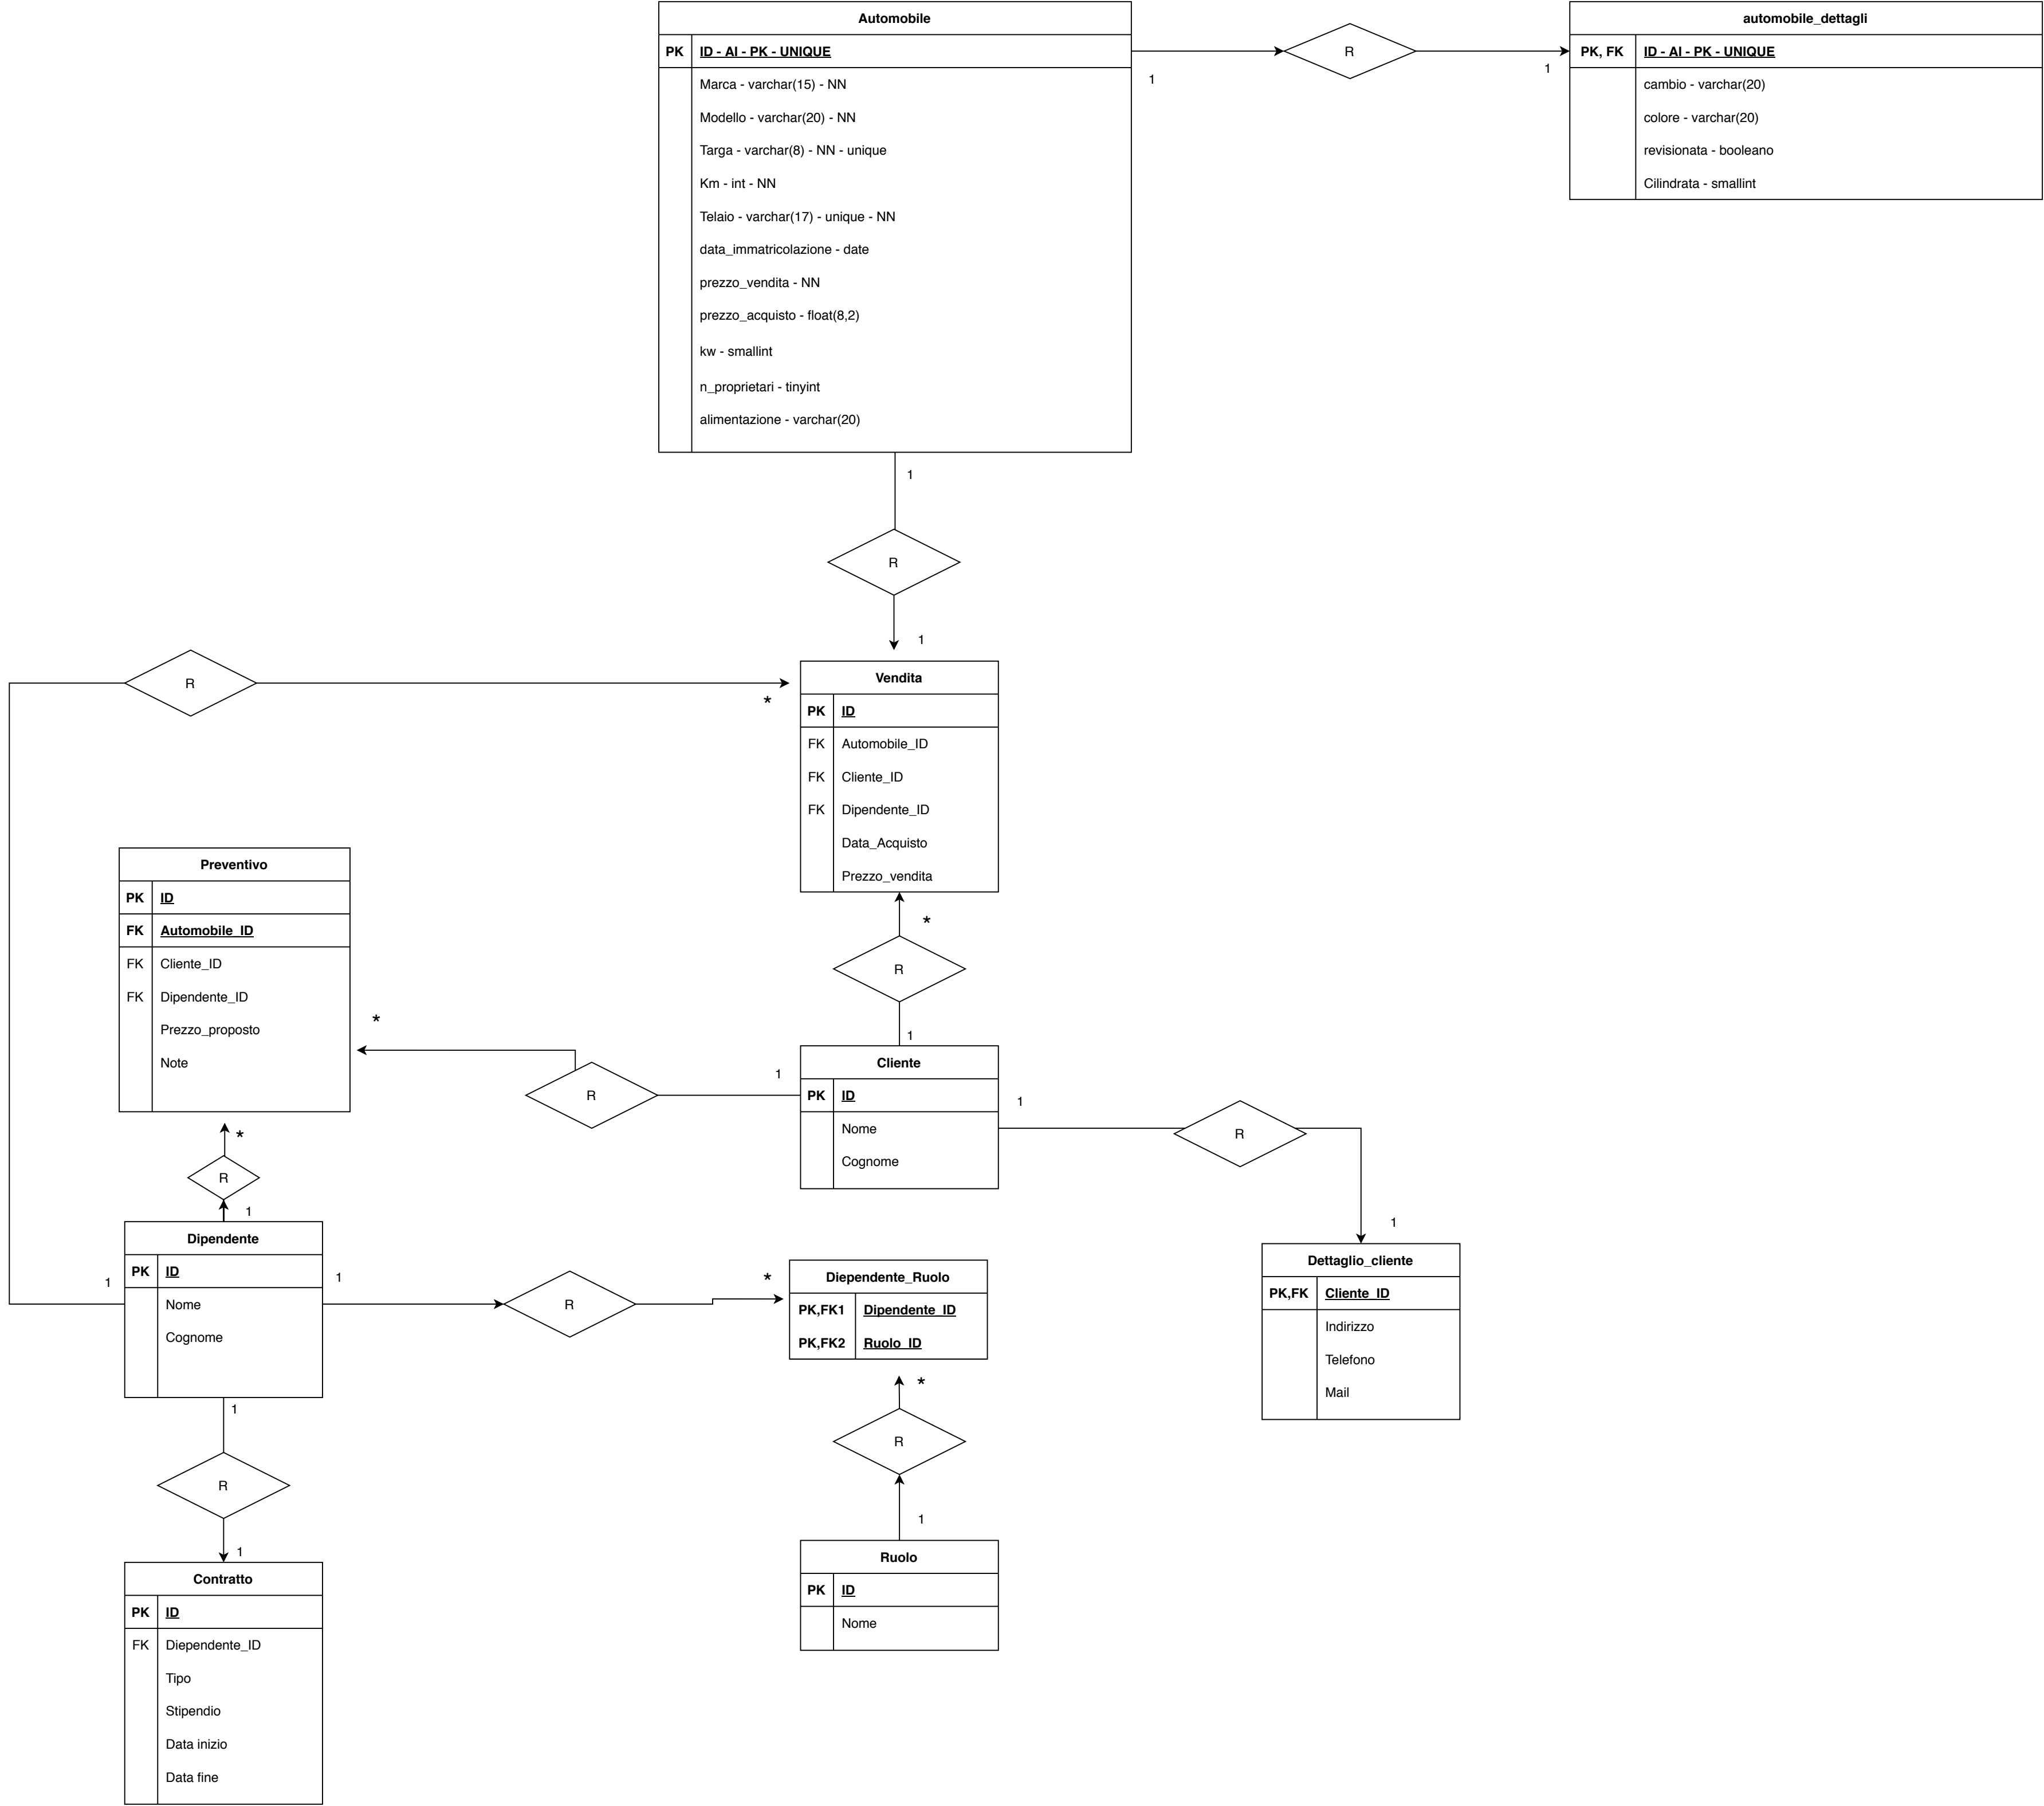 Automobile
PK ID - AI - PK - UNIQUE
Marca - varchar(15) - NN
Modello - varchar(20) - NN
Targa - varchar(8) - NN - unique
Km - int - NN
Telaio - varchar(17) - unique - NN
data_immatricolazione - date
prezzo_vendita - NN
prezzo_acquisto - float(8,2)
kw - smallint
n_proprietari - tinyint
alimentazione - varchar(20)
1
R
1
automobile_dettagli
PK, FK ID - AI - PK - UNIQUE
cambio - varchar(20)
colore - varchar(20)
revisionata - booleano
Cilindrata - smallint
1
R
1
R
*
Vendita
PK ID
FK Automobile_ID
FK Cliente_ID
FK Dipendente_ID
Data_Acquisto
Prezzo_vendita
*
R
1
Preventivo
PK ID
FK Automobile_ID
FK Cliente_ID
FK Dipendente_ID
Prezzo_proposto
Note
*
R
1
Cliente
PK ID
Nome
Cognome
1
R
1
*
R
1
Dipendente
PK ID
Nome
Cognome
1
1
R
*
Diependente_Ruolo
PK,FK1 Dipendente_ID
PK,FK2 Ruolo_ID
Dettaglio_cliente
PK,FK Cliente_ID
Indirizzo
Telefono
Mail
*
R
1
1
R
1
Ruolo
PK ID
Nome
Contratto
PK ID
FK Diependente_ID
Tipo
Stipendio
Data inizio
Data fine